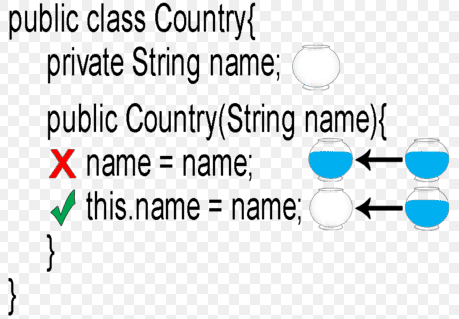 public class Country{
private String name;
public Country(String name){
name = name;
this.name = name;
}
}